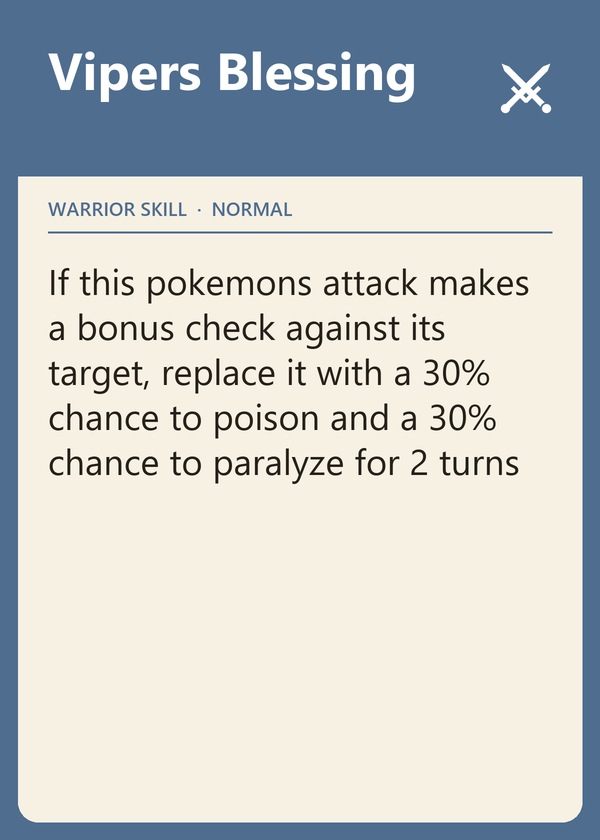 Vipers Blessing
WARRIOR SKILL · NORMAL
If this pokemons attack makes
a bonus check against its
target, replace it with a 30%
chance to poison and a 30%
chance to paralyze for 2 turns